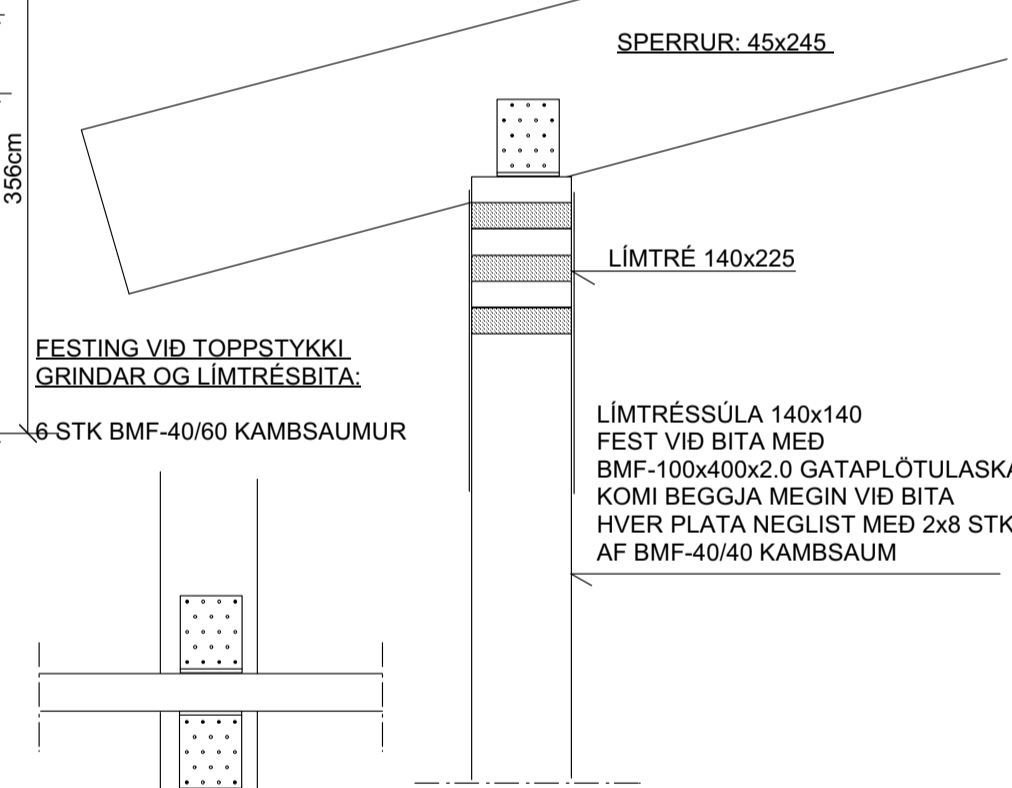 SPERRUR: 45x245
356cm
LÍMTRÉ 140x225
FESTING VIÐ TOPPSTYKKI
GRINDAR OG LÍMTRÉSBITA:
6 STK BMF-40/60 KAMBSAUMUR
LÍMTRÉSSÚLA 140x140
FEST VIÐ BITA MEÐ
BMF-100x400x2.0 GATAPLÖTULASKA
KOMI BEGGJA MEGIN VIÐ BITA
HVER PLATA NEGLIST MEÐ 2x8 STK
AF BMF-40/40 KAMBSAUM